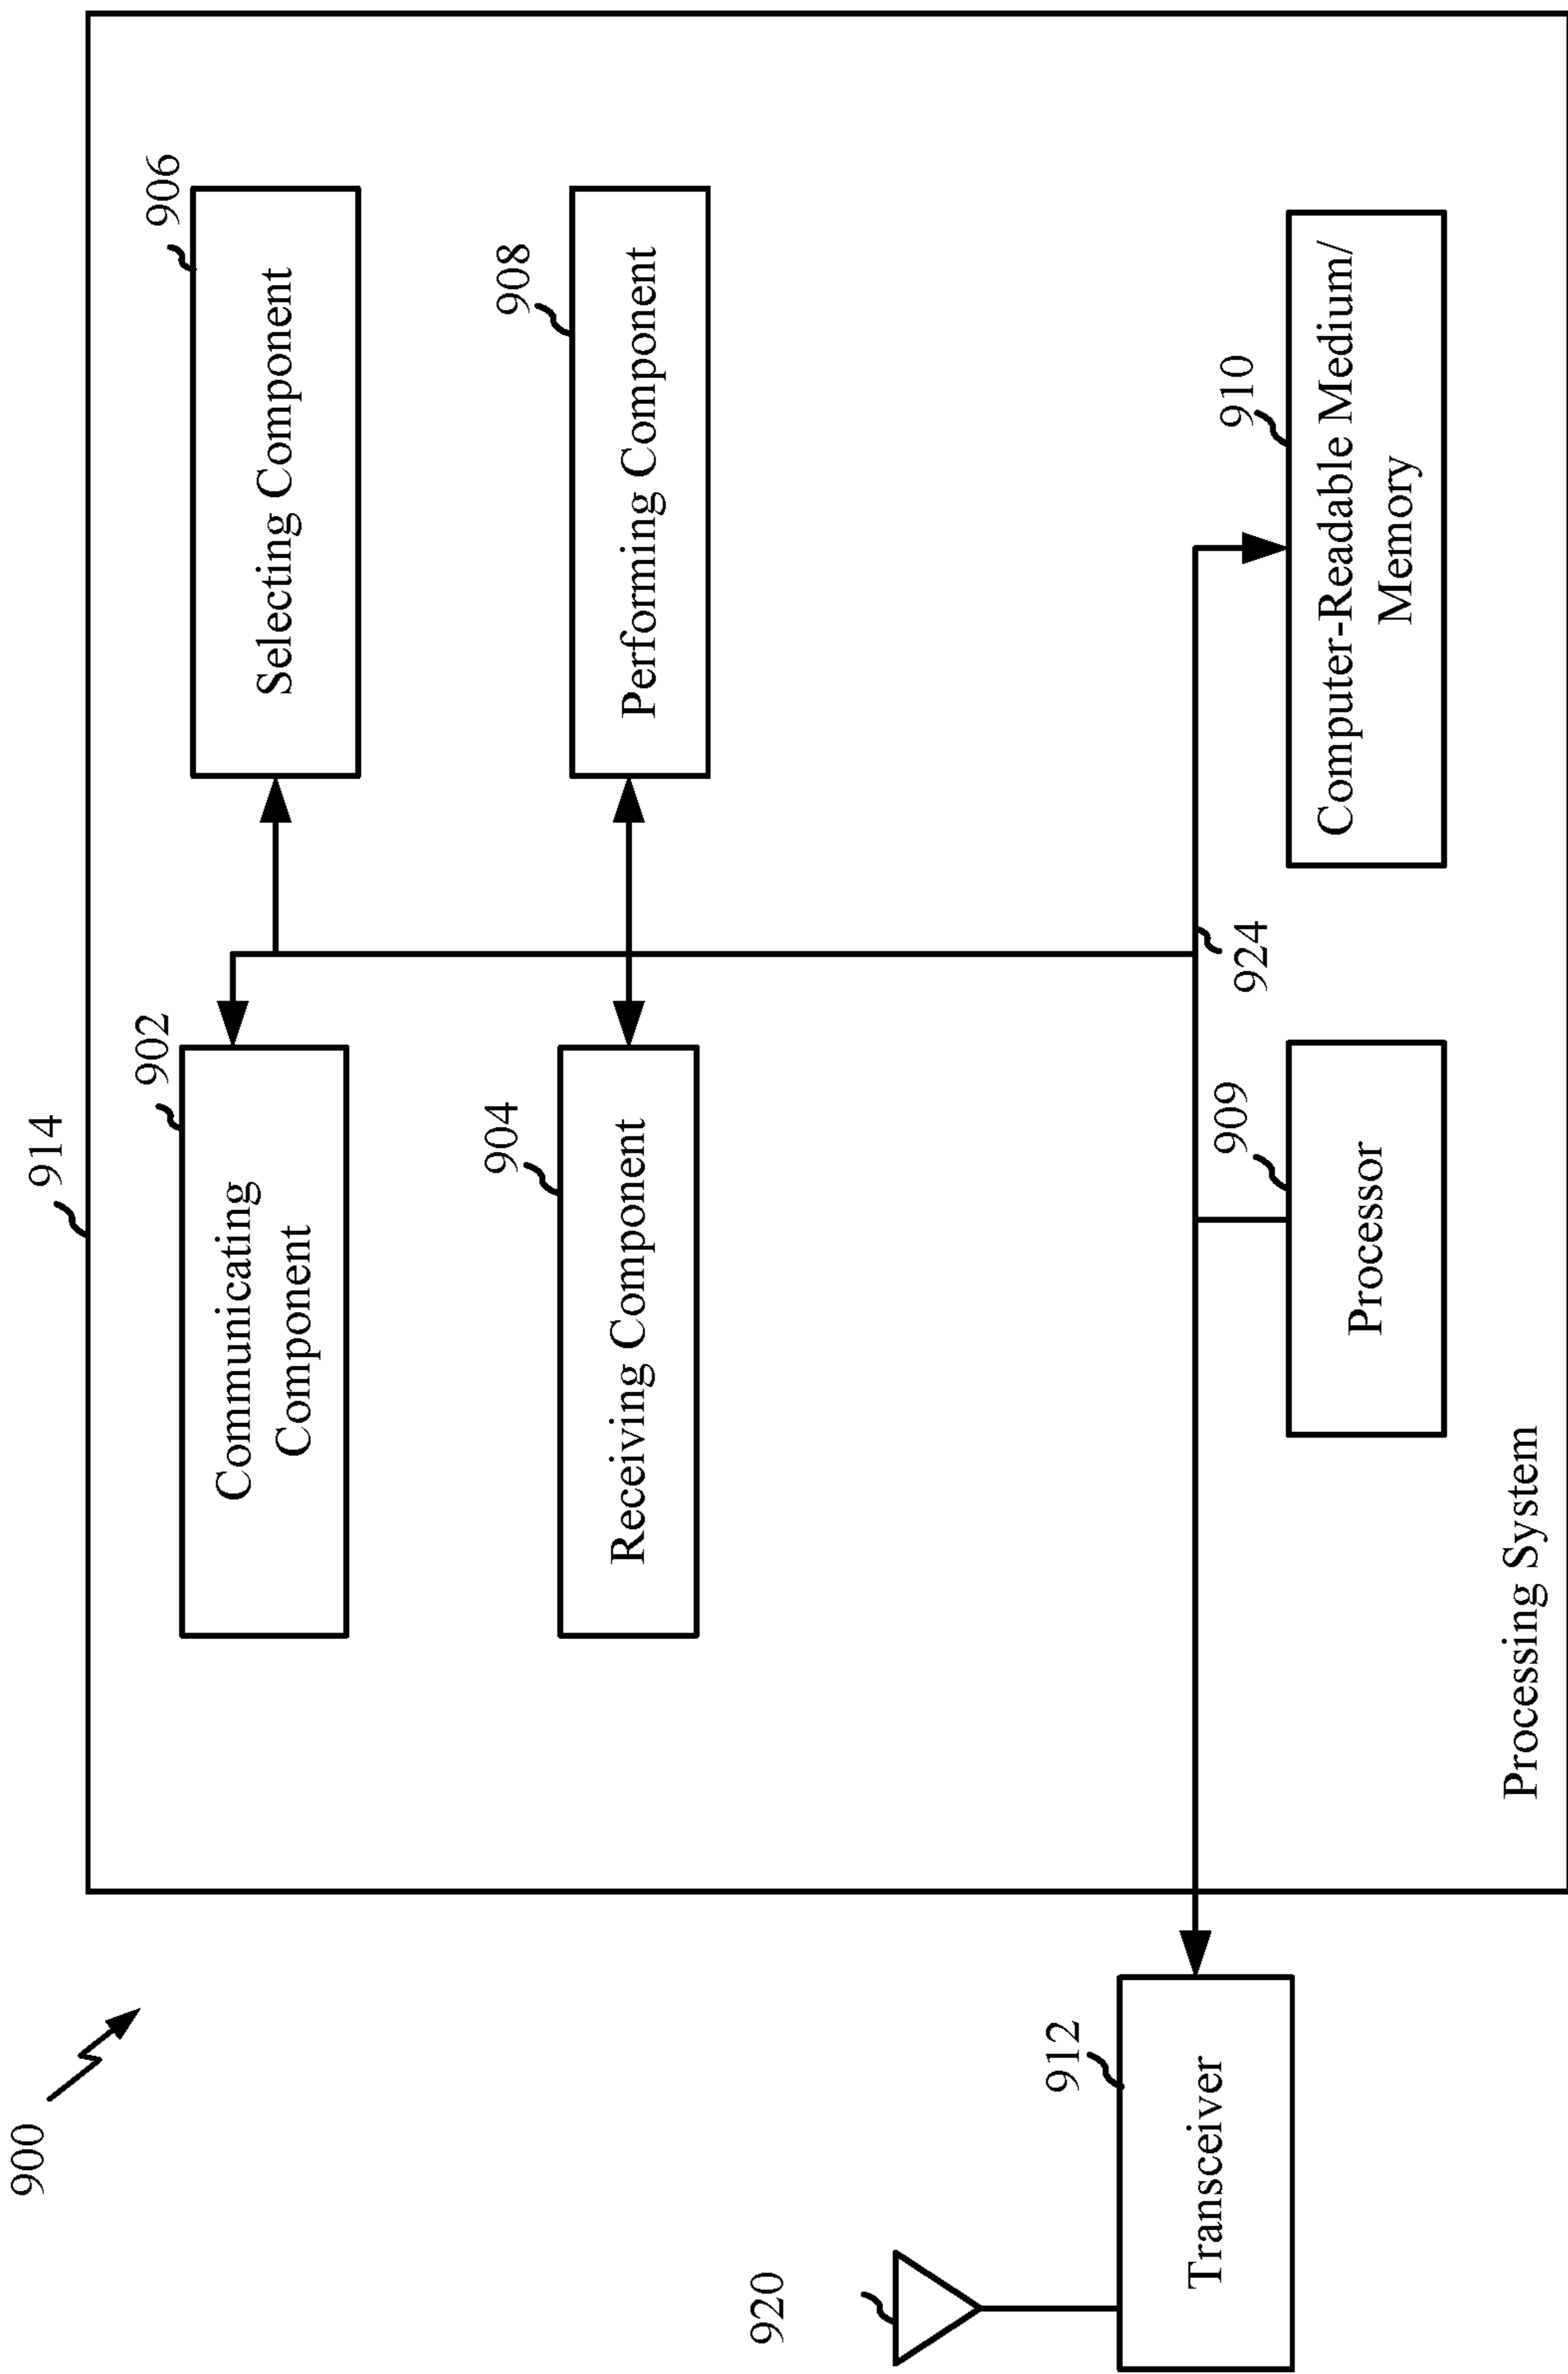 900
914
902
Communicating
Component
906
Selecting Component
904
Receiving Component
908
Performing Component
920
912
Transceiver
924
909
Processor
910
Computer-Readable Medium/
Memory
Processing System